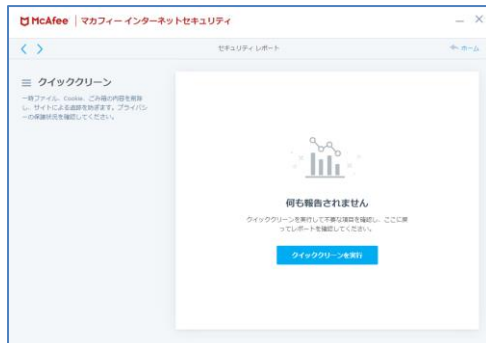 McAfee | マカフィー インターネットセキュリティ
セキュリティ レポート
ホーム
クイッククリーン
一時ファイル、Cookie、ごみ箱の内容を削除
し、サイトによる追跡を防ぎます。プライバシ
ーの保護状況を確認してください。
何も報告されません
クイッククリーンを実行して不要な項目を確認し、ここに戻
ってレポートを確認してください。
クイッククリーンを実行